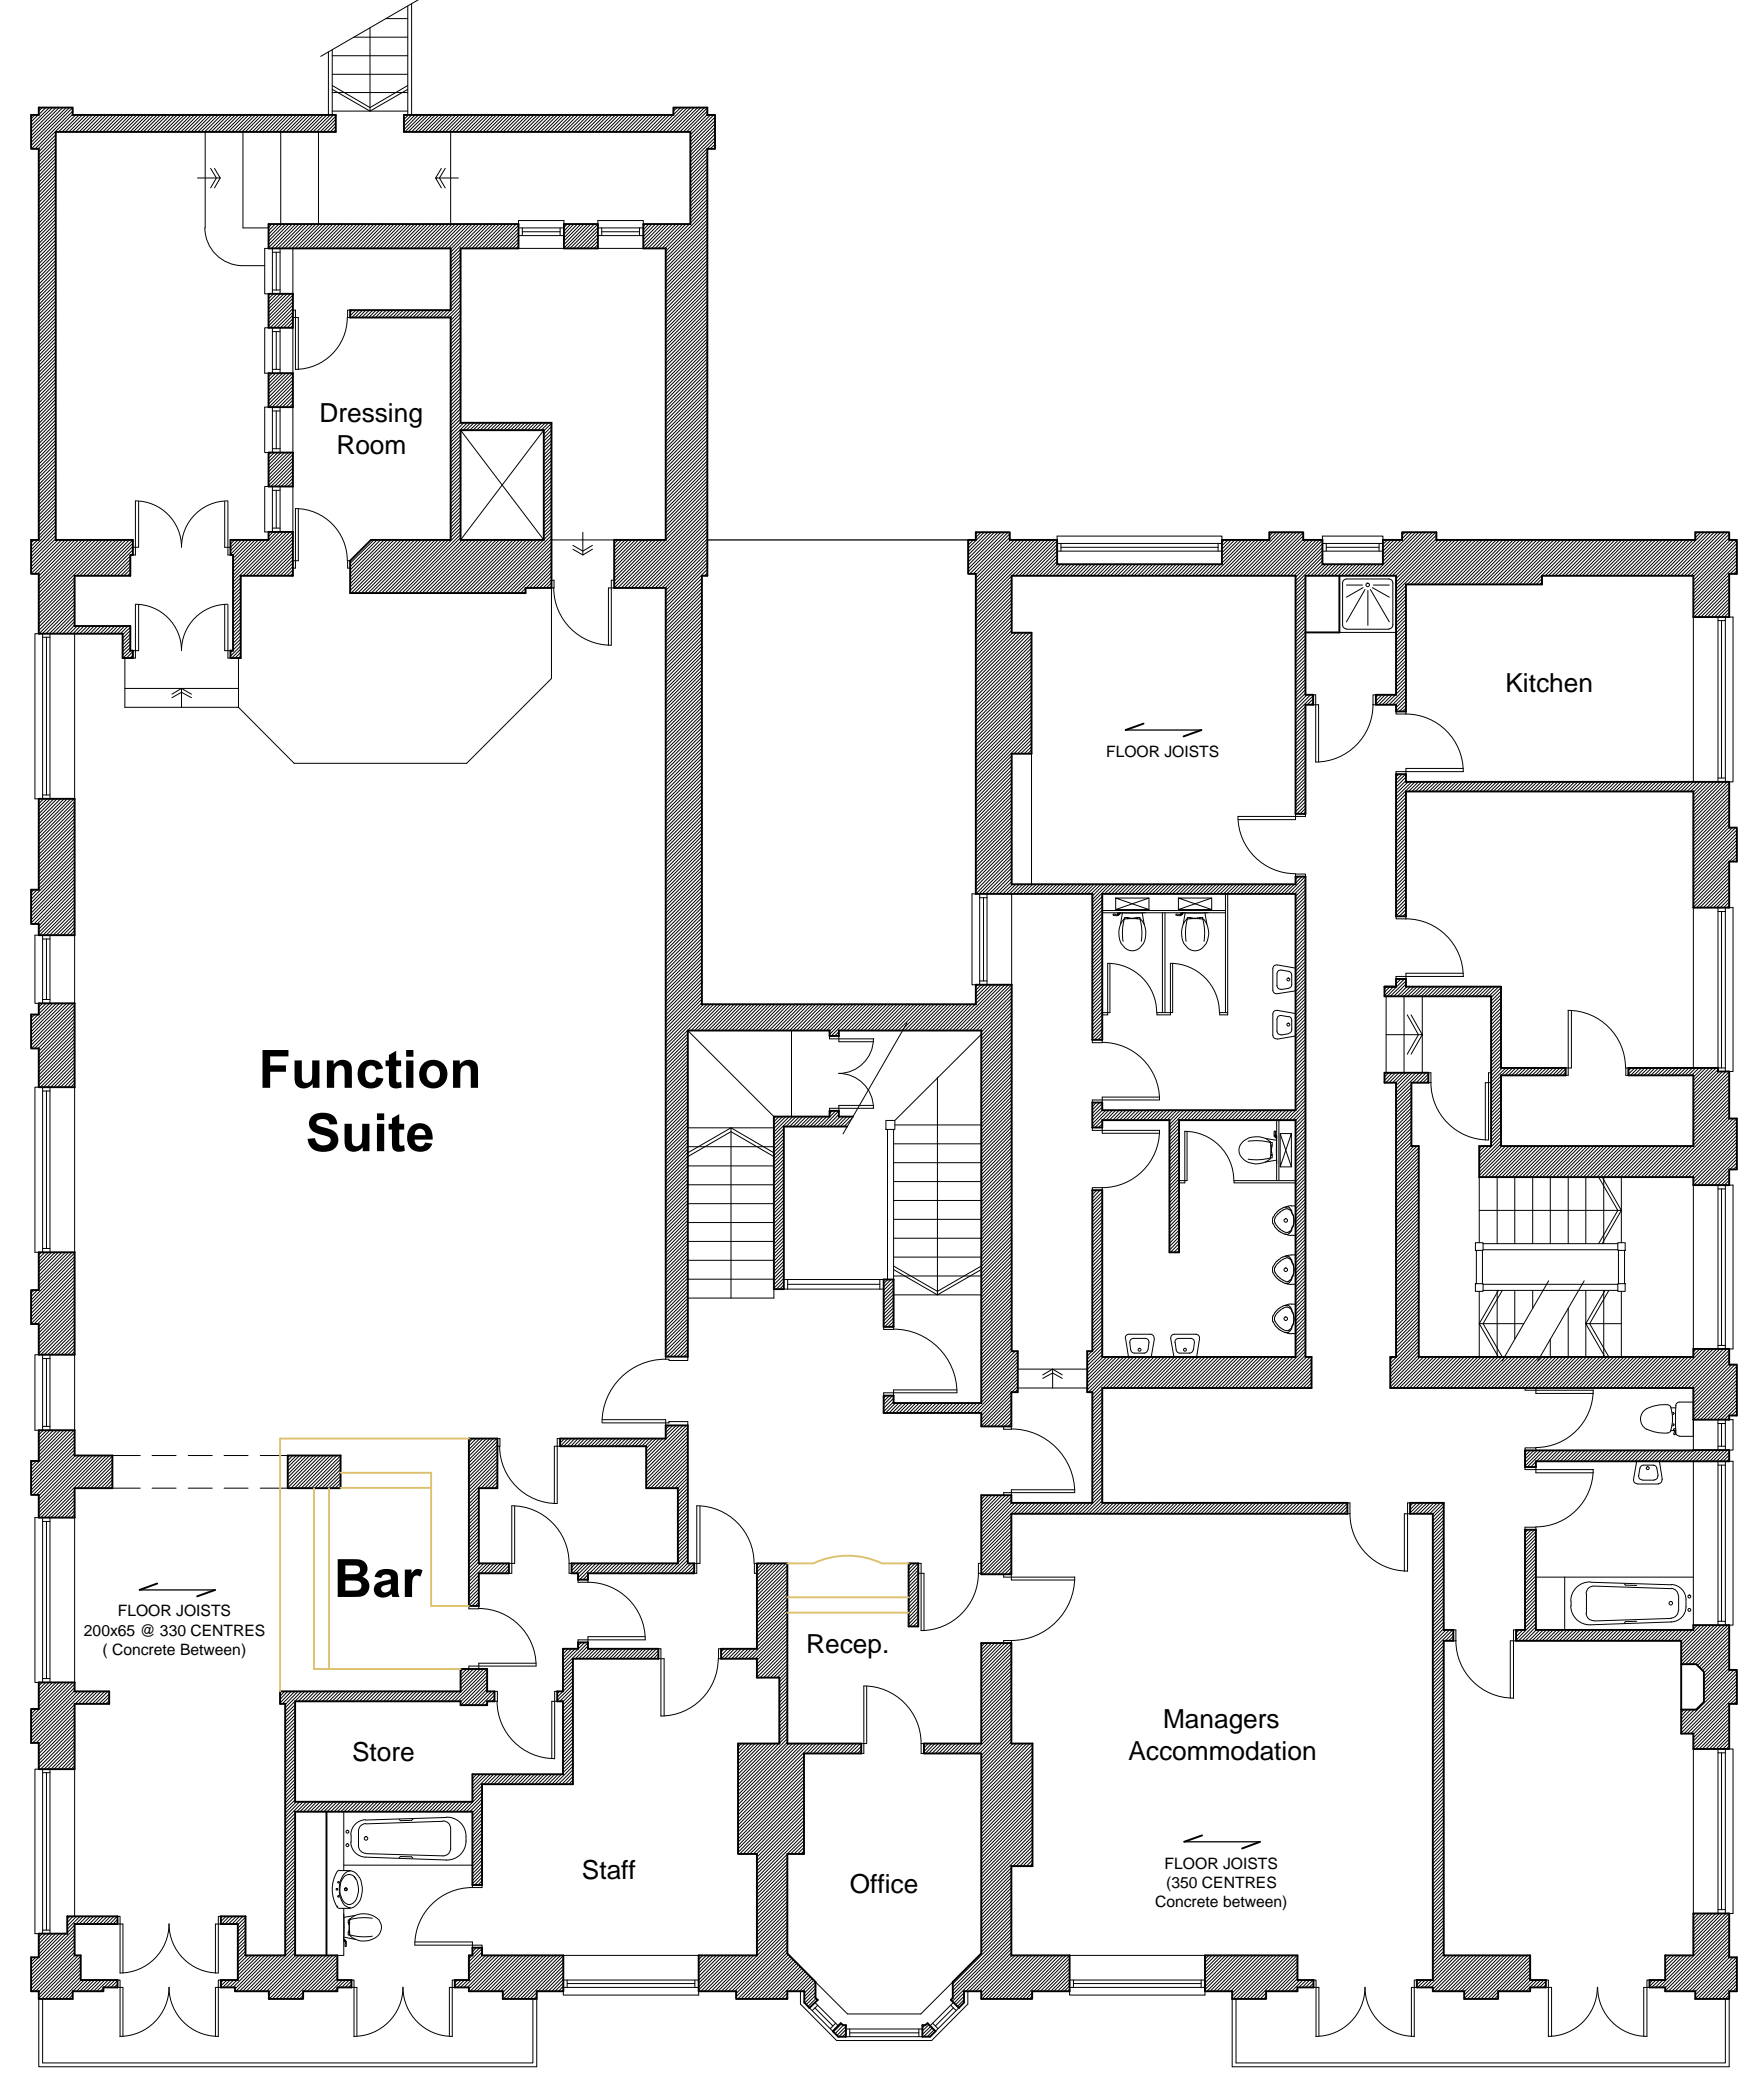 Dressing
Room
Kitchen
FLOOR JOISTS
Function
Suite
Bar
FLOOR JOISTS
200x65 @ 330 CENTRES
( Concrete Between)
Recep.
Store
Managers
Accommodation
Staff
Office
FLOOR JOISTS
(350 CENTRES
Concrete between)